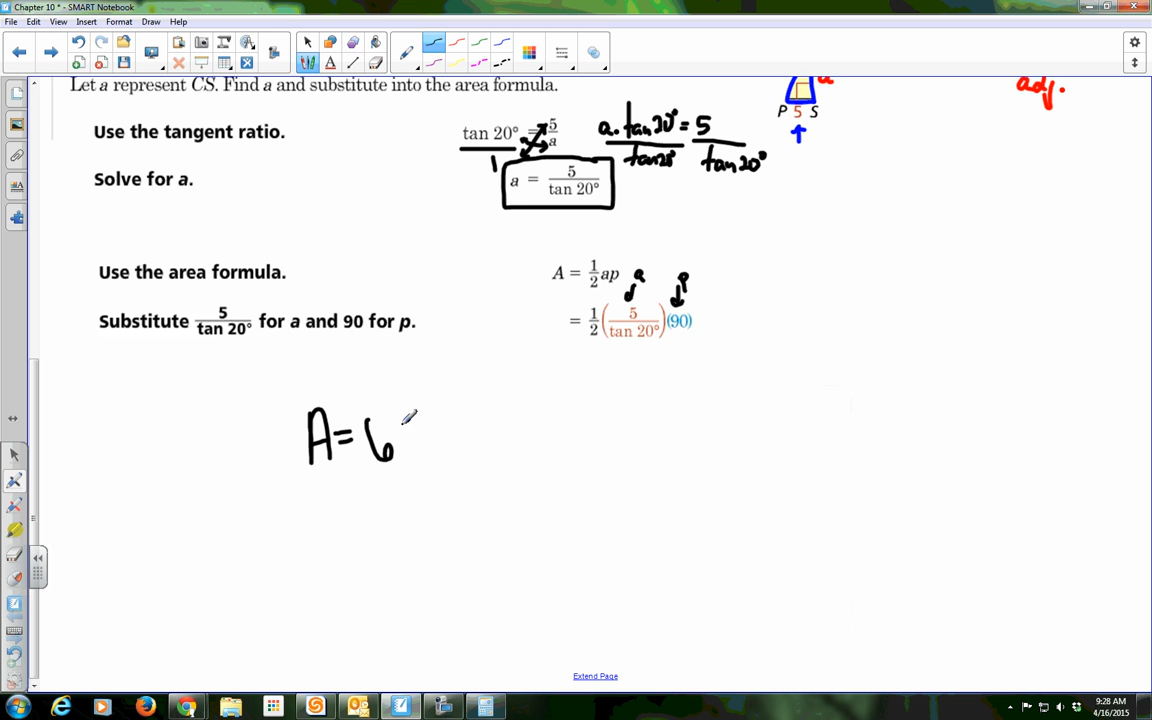 Chapter 10 * - SMART Notebook
File Edit View Insert Format Draw Help
Let a represent CS. Find a and substitute into the area formula.
adj.
P 5 S
Use the tangent ratio.
tan 20° = 5/a
1
a · tan 20° = 5
tan 20° tan 20°
Solve for a.
a = 5/tan 20°
Use the area formula.
A = 1/2 ap
a p
Substitute 5/tan 20° for a and 90 for p.
= 1/2 (5/tan 20°)(90)
A = 6
Extend Page
9:28 AM
4/16/2015